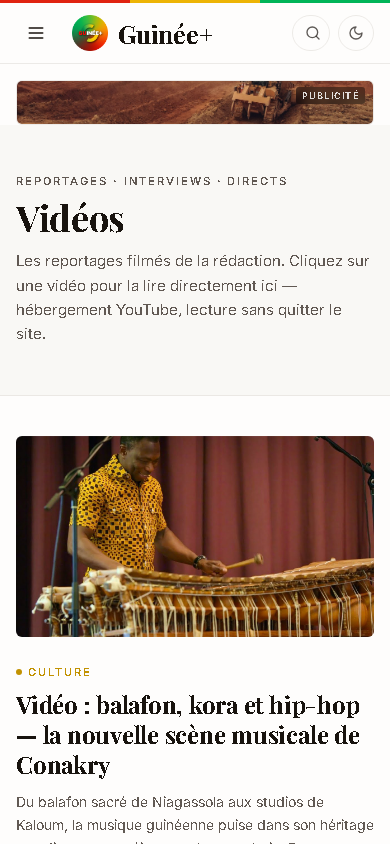 Guinée+
PUBLICITÉ
REPORTAGES · INTERVIEWS · DIRECTS
Vidéos
Les reportages filmés de la rédaction. Cliquez sur
une vidéo pour la lire directement ici —
hébergement YouTube, lecture sans quitter le
site.
CULTURE
Vidéo : balafon, kora et hip-hop
— la nouvelle scène musicale de
Conakry
Du balafon sacré de Niagassola aux studios de
Kaloum, la musique guinéenne puise dans son héritage